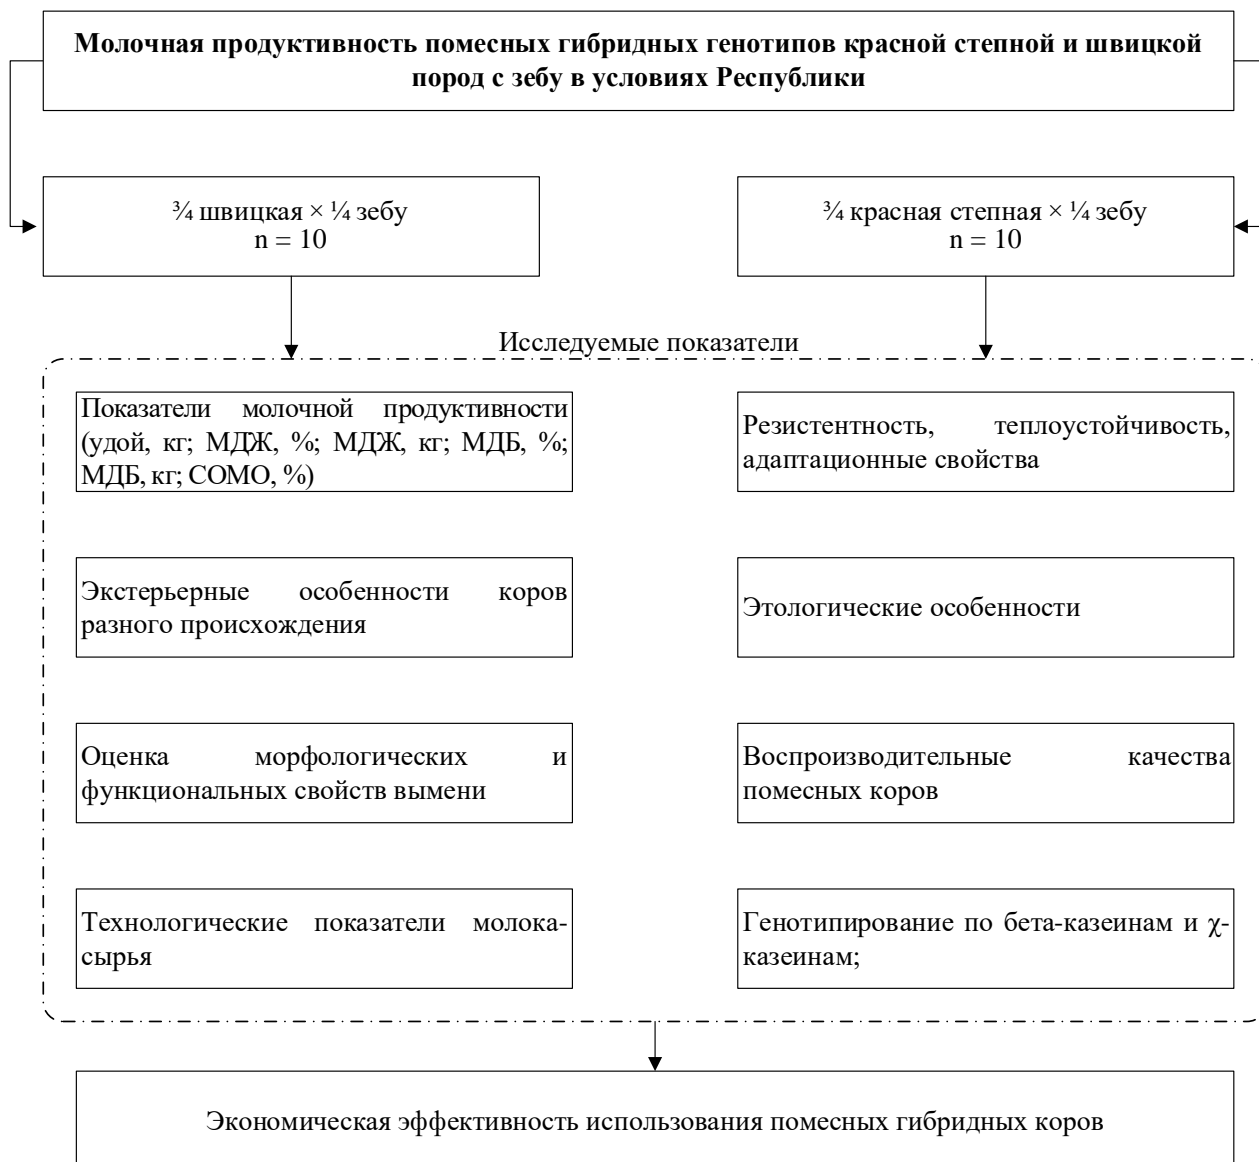 Молочная продуктивность помесных гибридных генотипов красной степной и швицкой
пород с зебу в условиях Республики
¾ швицкая × ¼ зебу
n = 10
¾ красная степная × ¼ зебу
n = 10
Исследуемые показатели
Показатели молочной продуктивности
(удой, кг; МДЖ, %; МДЖ, кг; МДБ, %;
МДБ, кг; СОМО, %)
Резистентность, теплоустойчивость,
адаптационные свойства
Экстерьерные особенности коров
разного происхождения
Этологические особенности
Оценка морфологических и
функциональных свойств вымени
Воспроизводительные качества
помесных коров
Технологические показатели молока-
сырья
Генотипирование по бета-казеинам и χ-
казеинам;
Экономическая эффективность использования помесных гибридных коров